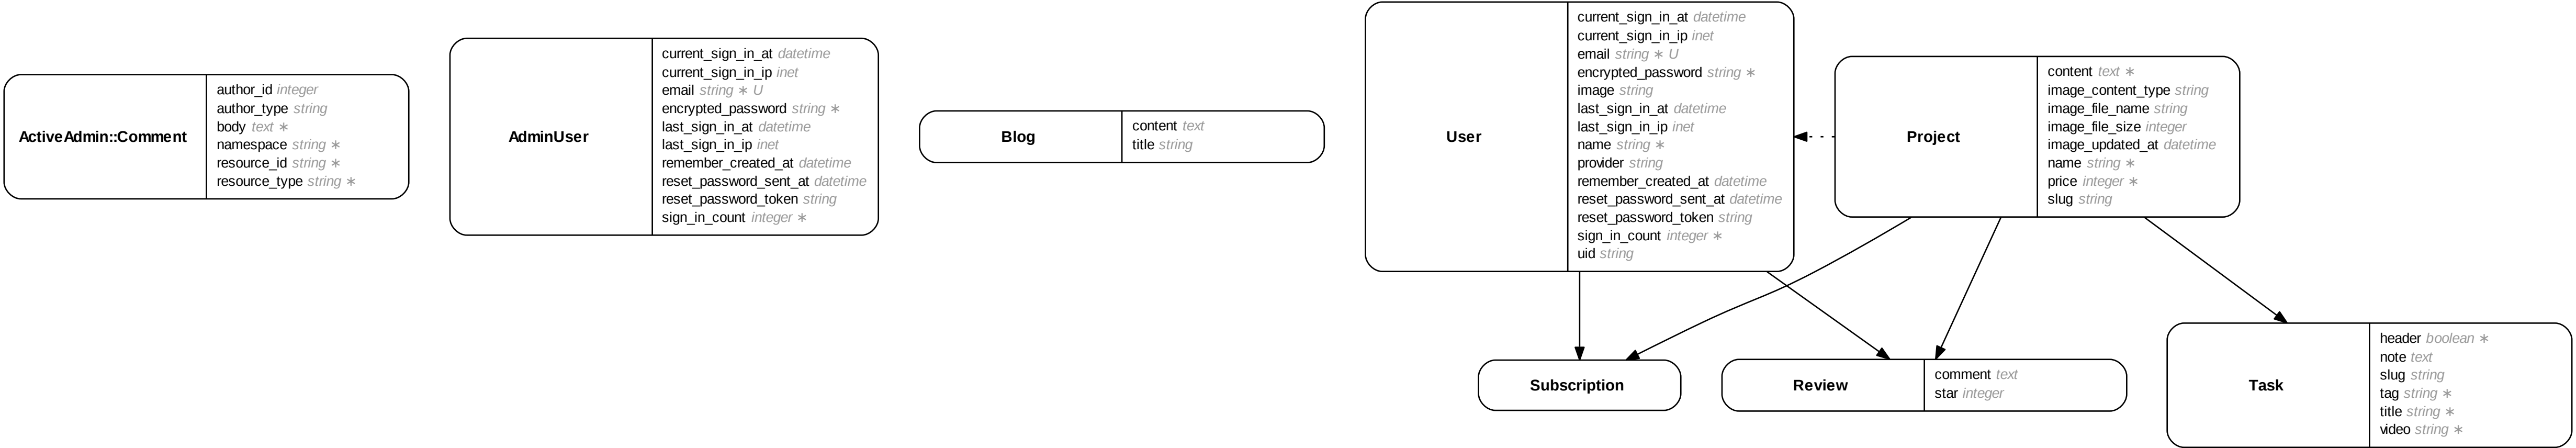 ActiveAdmin::Comment
author_id integer
author_type string
body text ∗
namespace string ∗
resource_id string ∗
resource_type string ∗
AdminUser
current_sign_in_at datetime
current_sign_in_ip inet
email string ∗ U
encrypted_password string ∗
last_sign_in_at datetime
last_sign_in_ip inet
remember_created_at datetime
reset_password_sent_at datetime
reset_password_token string
sign_in_count integer ∗
Blog
content text
title string
User
current_sign_in_at datetime
current_sign_in_ip inet
email string ∗ U
encrypted_password string ∗
image string
last_sign_in_at datetime
last_sign_in_ip inet
name string ∗
provider string
remember_created_at datetime
reset_password_sent_at datetime
reset_password_token string
sign_in_count integer ∗
uid string
Project
content text ∗
image_content_type string
image_file_name string
image_file_size integer
image_updated_at datetime
name string ∗
price integer ∗
slug string
Subscription
Review
comment text
star integer
Task
header boolean ∗
note text
slug string
tag string ∗
title string ∗
video string ∗